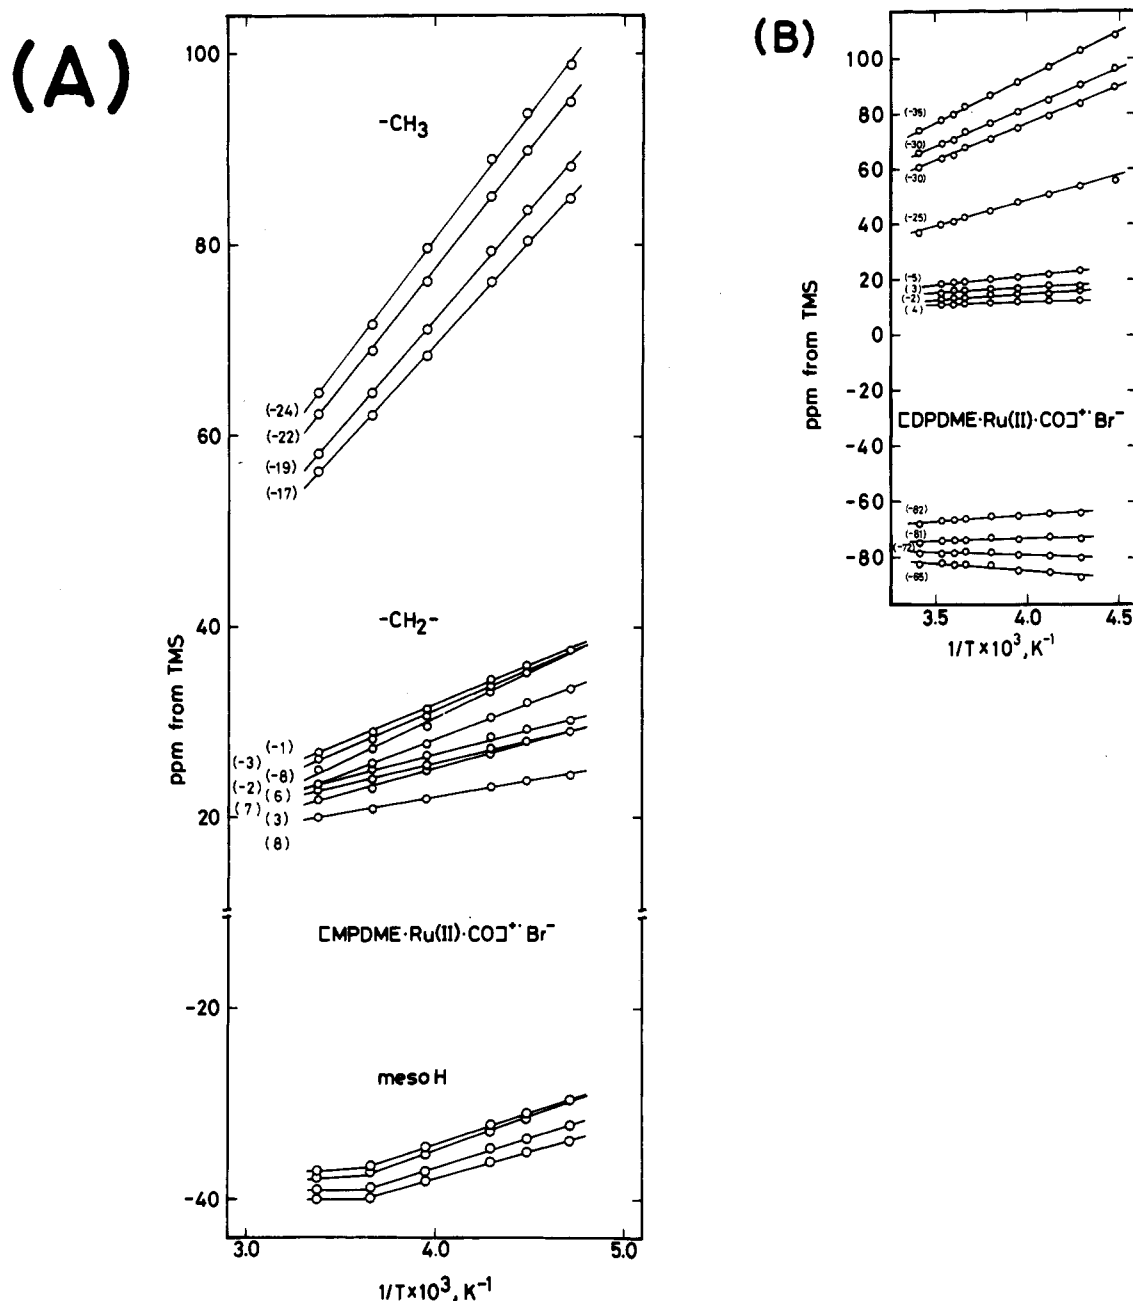 (A)
100
80
60
40
20
-20
-40
ppm from TMS
-CH₃
(-24)
(-22)
(-19)
(-17)
-CH₂-
(-3) (-1)
(-2) (-8)
(7) (6)
(3)
(8)
[MPDME·Ru(II)·CO]⁺· Br⁻
meso H
3.0 4.0 5.0
1/T×10³, K⁻¹
(B)
100
80
60
40
20
0
-20
-40
-60
-80
ppm from TMS
(-35)
(-30)
(-30)
(-25)
(-5)
(3)
(-2)
(4)
[DPDME·Ru(II)·CO]⁺· Br⁻
(-82)
(-81)
(-72)
(-65)
3.5 4.0 4.5
1/T×10³, K⁻¹